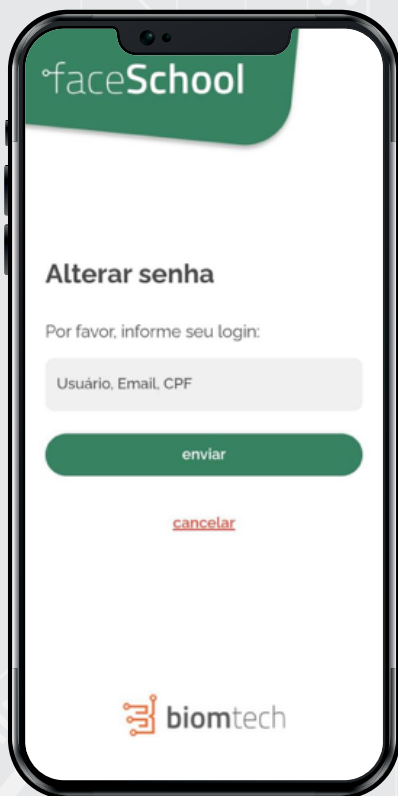 faceSchool
Alterar senha
Por favor, informe seu login:
Usuário, Email, CPF
enviar
cancelar
biomtech